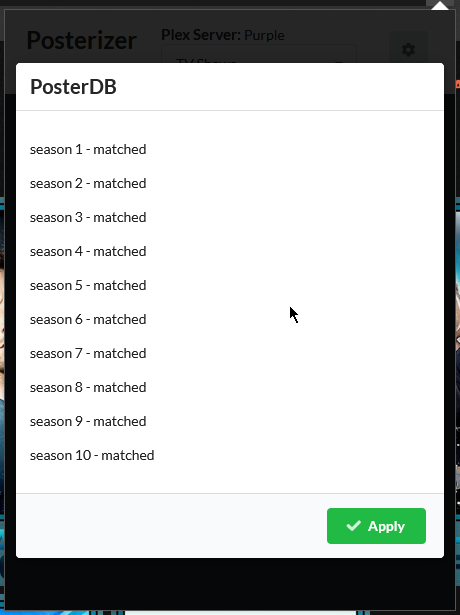 Posterizer
Plex Server: Purple
TV Shows
PosterDB
season 1 - matched
season 2 - matched
season 3 - matched
season 4 - matched
season 5 - matched
season 6 - matched
season 7 - matched
season 8 - matched
season 9 - matched
season 10 - matched
Apply